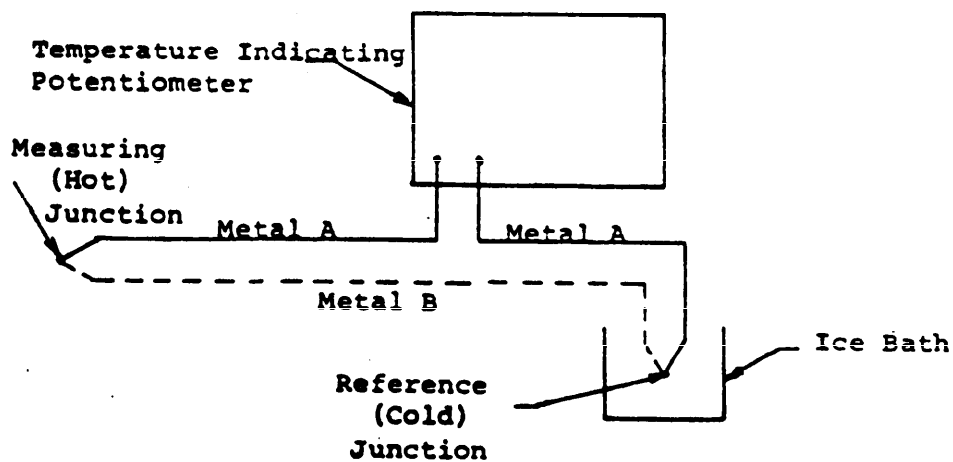 Temperature Indicating
Potentiometer
Measuring
(Hot)
Junction
Metal A
Metal A
Metal B
Ice Bath
Reference
(Cold)
Junction